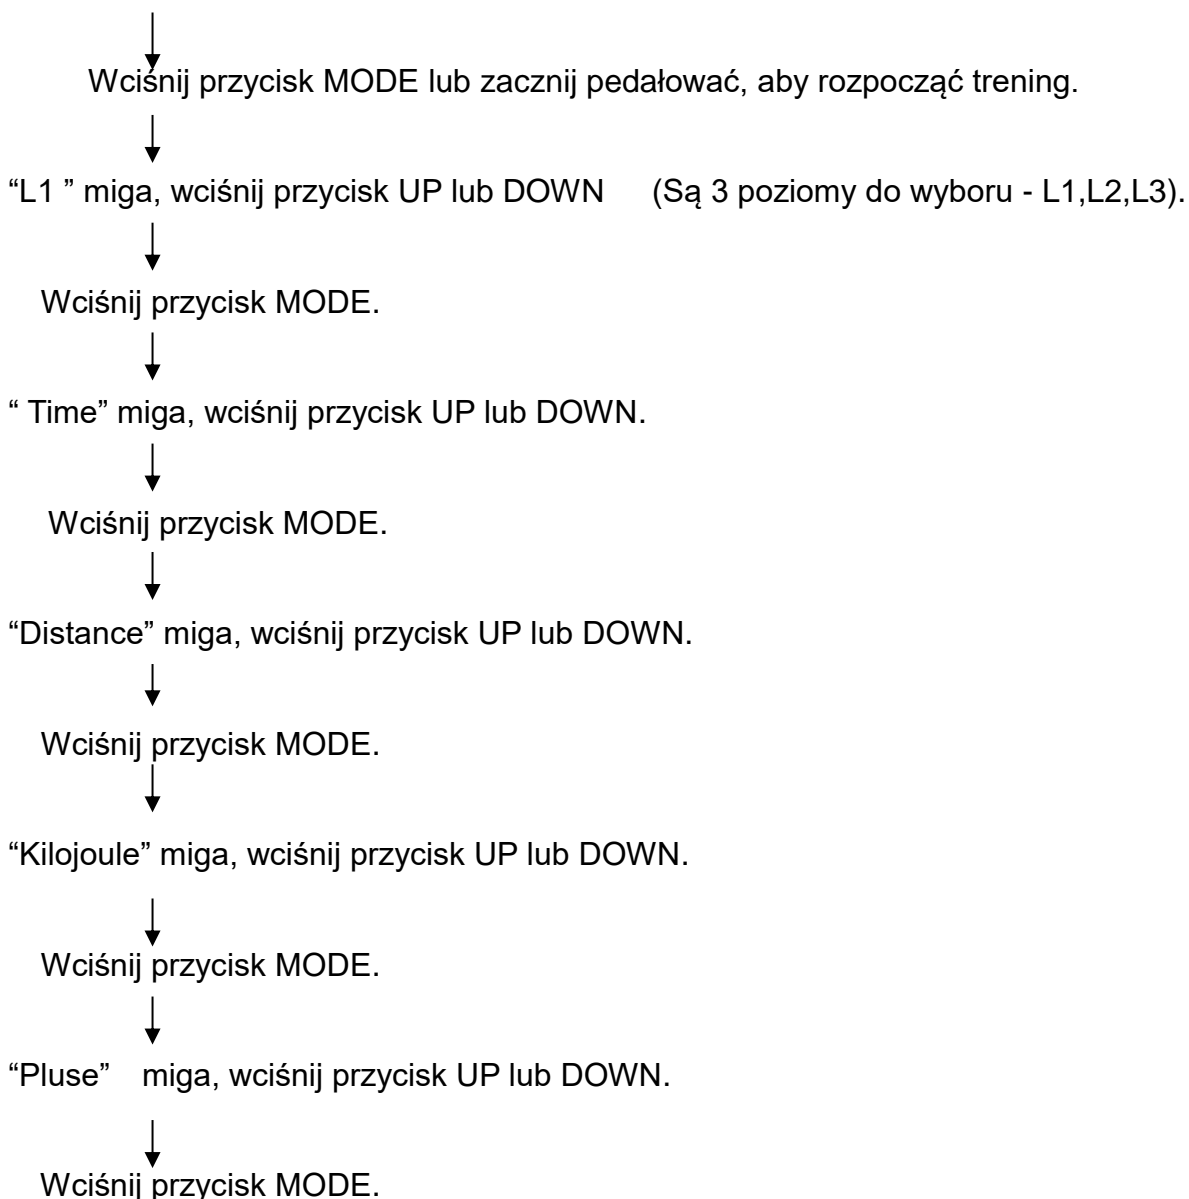 Wciśnij przycisk MODE lub zacznij pedałować, aby rozpocząć trening.
“L1 ” miga, wciśnij przycisk UP lub DOWN (Są 3 poziomy do wyboru - L1,L2,L3).
Wciśnij przycisk MODE.
“ Time” miga, wciśnij przycisk UP lub DOWN.
Wciśnij przycisk MODE.
“Distance” miga, wciśnij przycisk UP lub DOWN.
Wciśnij przycisk MODE.
“Kilojoule” miga, wciśnij przycisk UP lub DOWN.
Wciśnij przycisk MODE.
“Pluse” miga, wciśnij przycisk UP lub DOWN.
Wciśnij przycisk MODE.